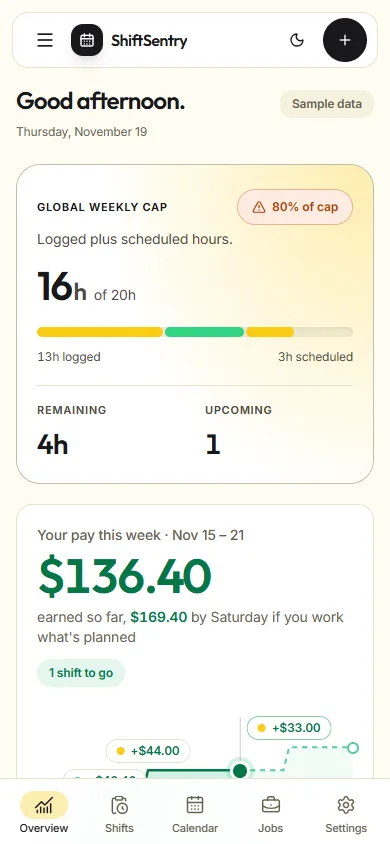 ShiftSentry
Good afternoon.
Sample data
Thursday, November 19
GLOBAL WEEKLY CAP
80% of cap
Logged plus scheduled hours.
16h of 20h
13h logged
3h scheduled
REMAINING
UPCOMING
4h
1
Your pay this week · Nov 15 – 21
$136.40
earned so far, $169.40 by Saturday if you work
what's planned
1 shift to go
+$33.00
+$44.00
Overview
Shifts
Calendar
Jobs
Settings